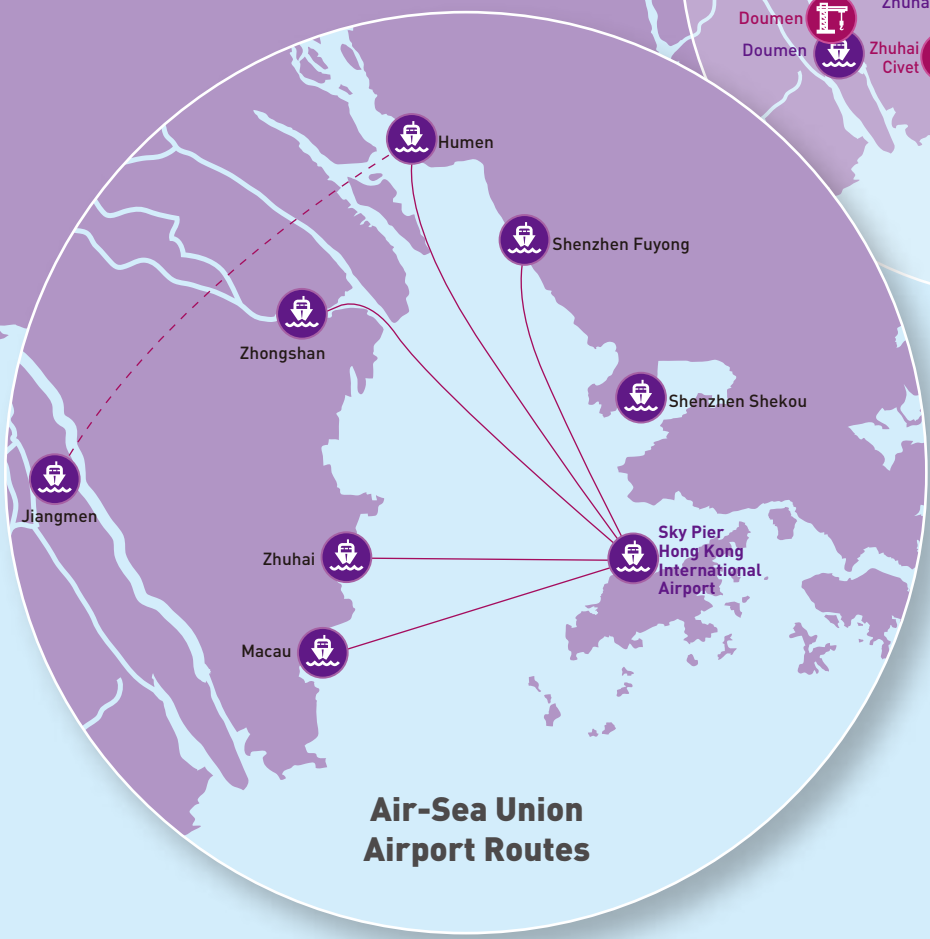 Doumen
Zhuha
Doumen
Zhuhai
Civet
Humen
Shenzhen Fuyong
Zhongshan
Shenzhen Shekou
Jiangmen
Zhuhai
Sky Pier
Hong Kong
International
Airport
Macau
Air-Sea Union
Airport Routes